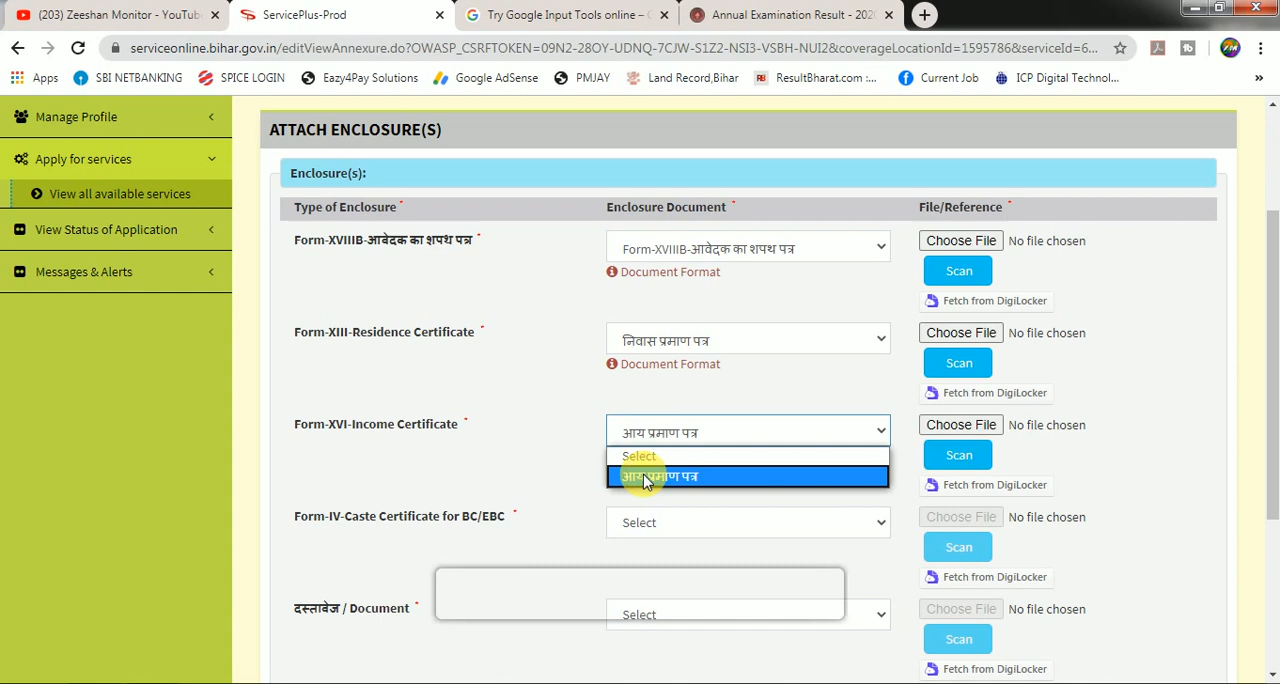 (203) Zeeshan Monitor - YouTub
ServicePlus-Prod
Try Google Input Tools online –
Annual Examination Result - 202
serviceonline.bihar.gov.in/editViewAnnexure.do?OWASP_CSRFTOKEN=09N2-28OY-UDNQ-7CJW-S1Z2-NSI3-VSBH-NUI2&coverageLocationId=1595786&serviceId=6...
Apps
SBI NETBANKING
SPICE LOGIN
Eazy4Pay Solutions
Google AdSense
PMJAY
Land Record,Bihar
ResultBharat.com :...
Current Job
ICP Digital Technol...
»
Manage Profile
Apply for services
View all available services
View Status of Application
Messages & Alerts
ATTACH ENCLOSURE(S)
Enclosure(s):
Type of Enclosure *
Enclosure Document *
File/Reference *
Form-XVIIIB-आवेदक का शपथ पत्र *
Form-XVIIIB-आवेदक का शपथ पत्र
Choose File No file chosen
Document Format
Scan
Fetch from DigiLocker
Form-XIII-Residence Certificate *
निवास प्रमाण पत्र
Choose File No file chosen
Document Format
Scan
Fetch from DigiLocker
Form-XVI-Income Certificate *
आय प्रमाण पत्र
Choose File No file chosen
Select
Scan
आय प्रमाण पत्र
Fetch from DigiLocker
Form-IV-Caste Certificate for BC/EBC *
Select
Choose File No file chosen
Scan
Fetch from DigiLocker
दस्तावेज / Document *
Select
Choose File No file chosen
Scan
Fetch from DigiLocker